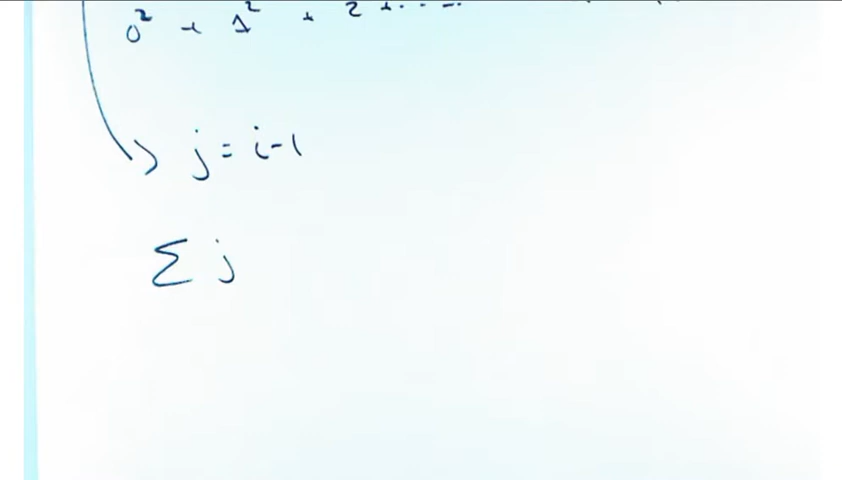 0² + 1² + 2 + . . - .
j = i-1
Σ j